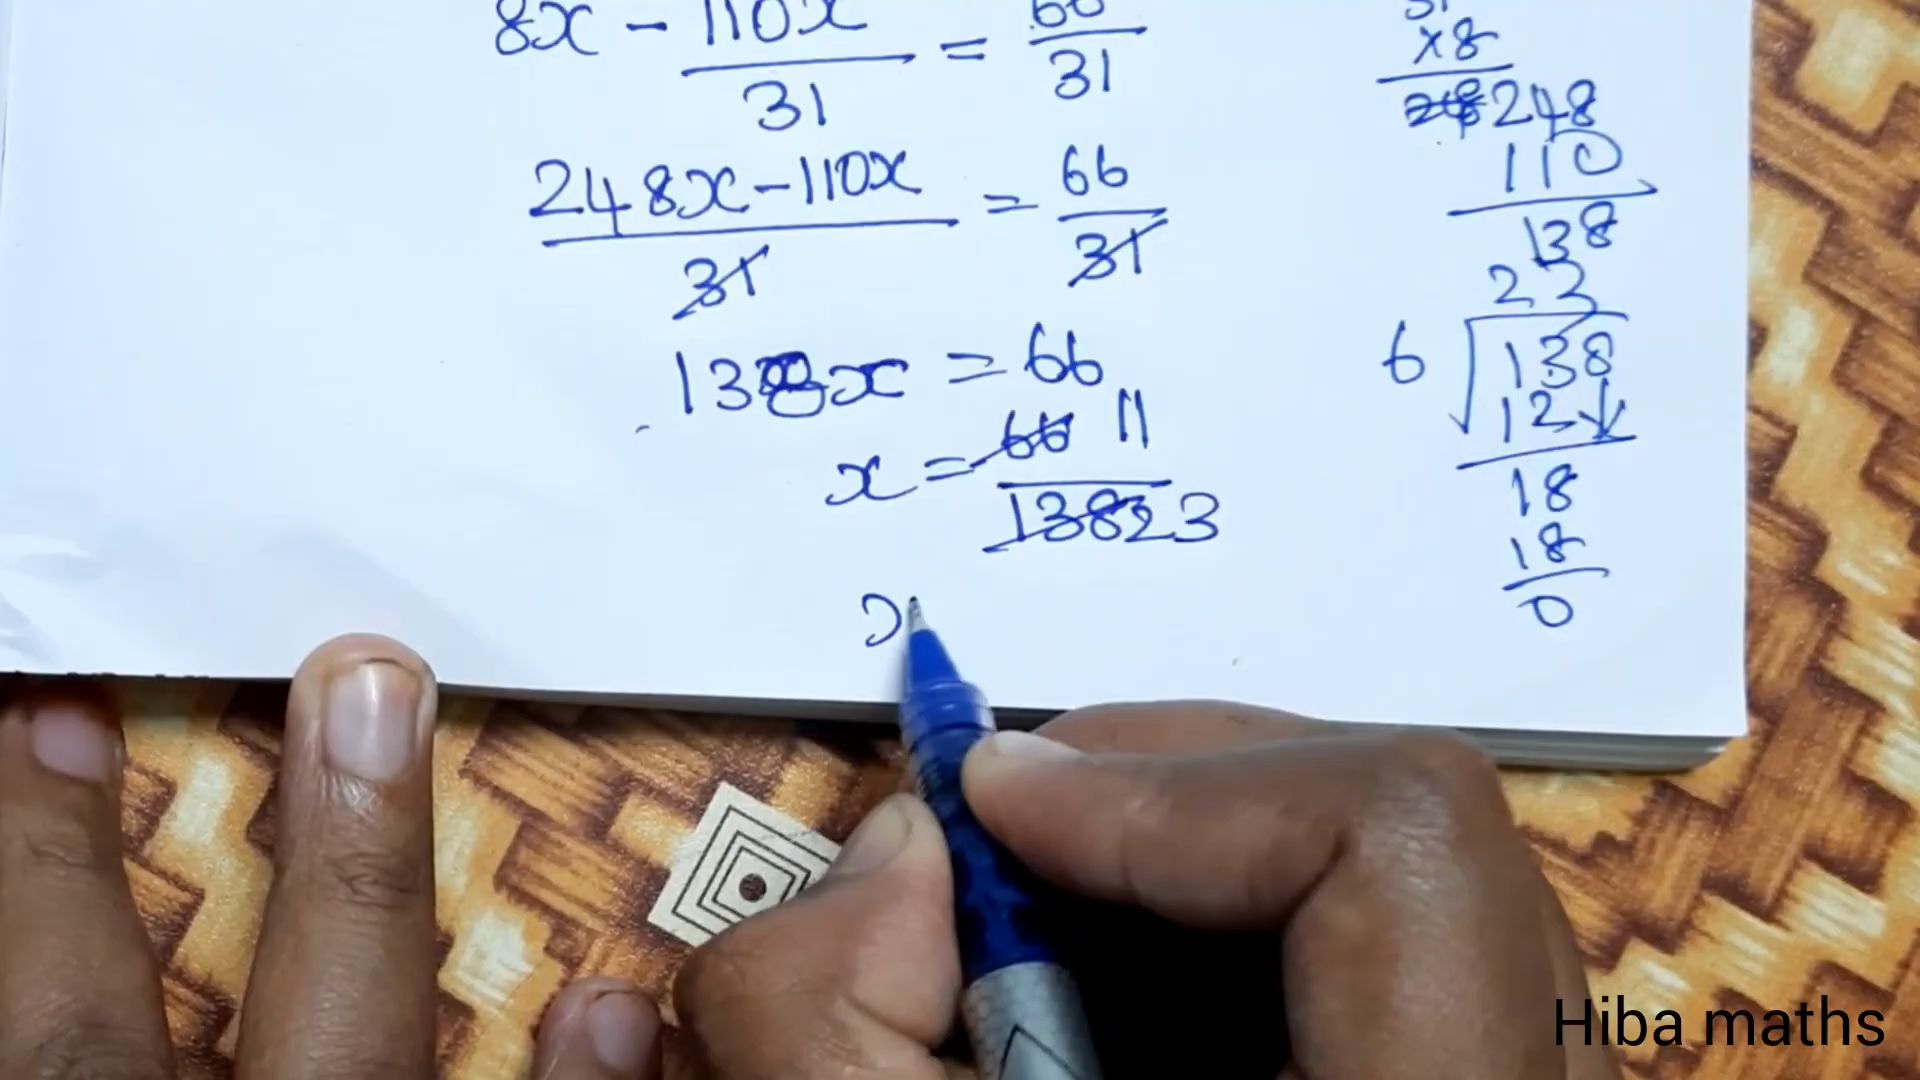 8x - 110x/31 = 66/31
248x - 110x/31 = 66/31
138x = 66
x = 66 11/138 23
x8
248
110
138
23
6√138
12↓
18
18
0
Hiba maths